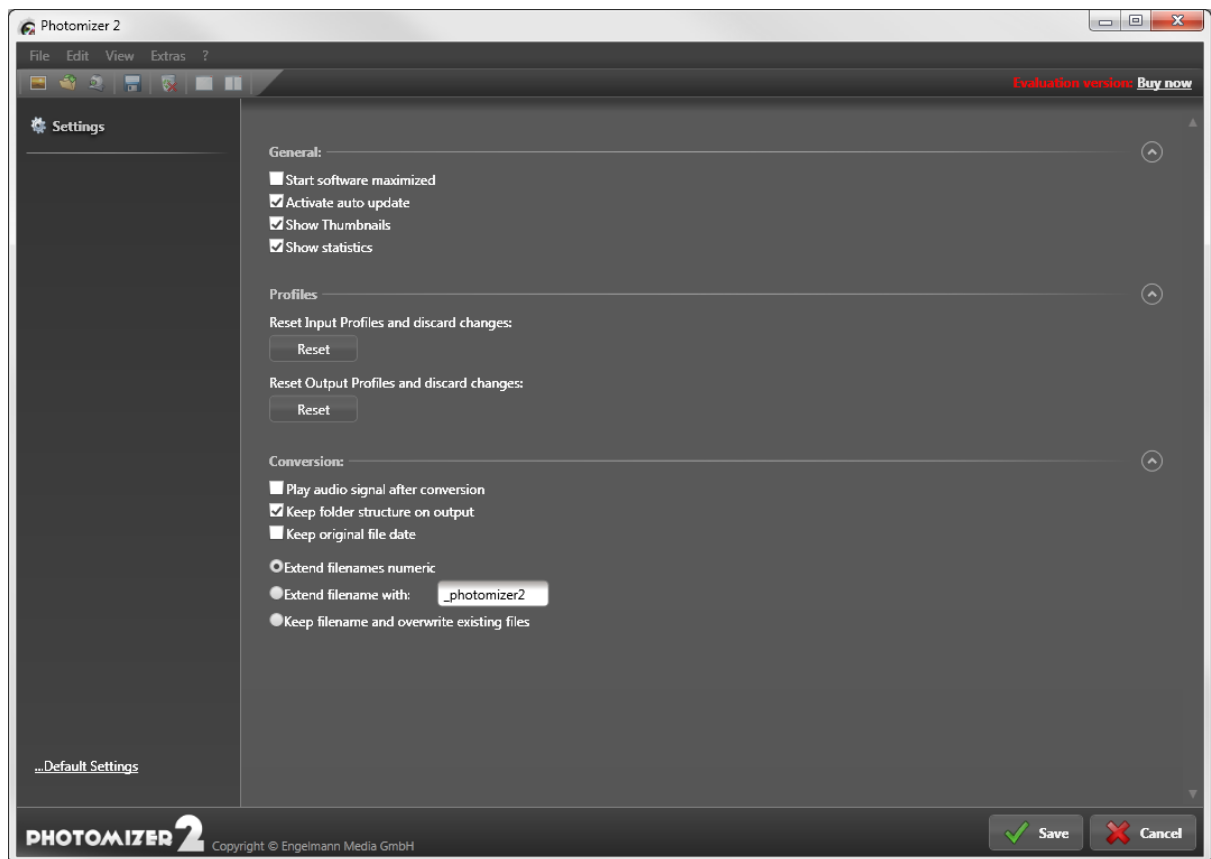 Photomizer 2
File Edit View Extras ?
Evaluation version: Buy now
Settings
General:
Start software maximized
Activate auto update
Show Thumbnails
Show statistics
Profiles
Reset Input Profiles and discard changes:
Reset
Reset Output Profiles and discard changes:
Reset
Conversion:
Play audio signal after conversion
Keep folder structure on output
Keep original file date
Extend filenames numeric
Extend filename with: _photomizer2
Keep filename and overwrite existing files
...Default Settings
PHOTOMIZER 2 Copyright © Engelmann Media GmbH
Save Cancel